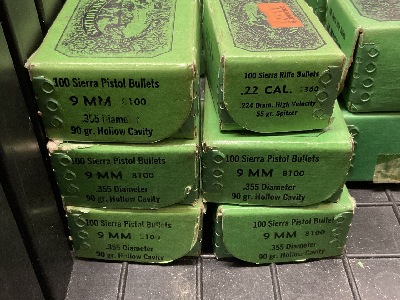 100 Sierra Pistol Bullets
9 MM 8100
.355 Diameter
90 gr. Hollow Cavity
100 Sierra Rifle Bullets
.22 CAL. 1360
.224 Diam. High Velocity
55 gr. Spitzer
100 Sierra Pistol Bullets
9 MM 8100
.355 Diameter
90 gr. Hollow Cavity
100 Sierra Pistol Bullets
9 MM 8100
.355 Diameter
90 gr. Hollow Cavity
100 Sierra Pistol Bullets
9 MM 8100
.355 Diameter
90 gr. Hollow Cavity
100 Sierra Pistol Bullets
9 MM 8100
.355 Diameter
90 gr. Hollow Cavity